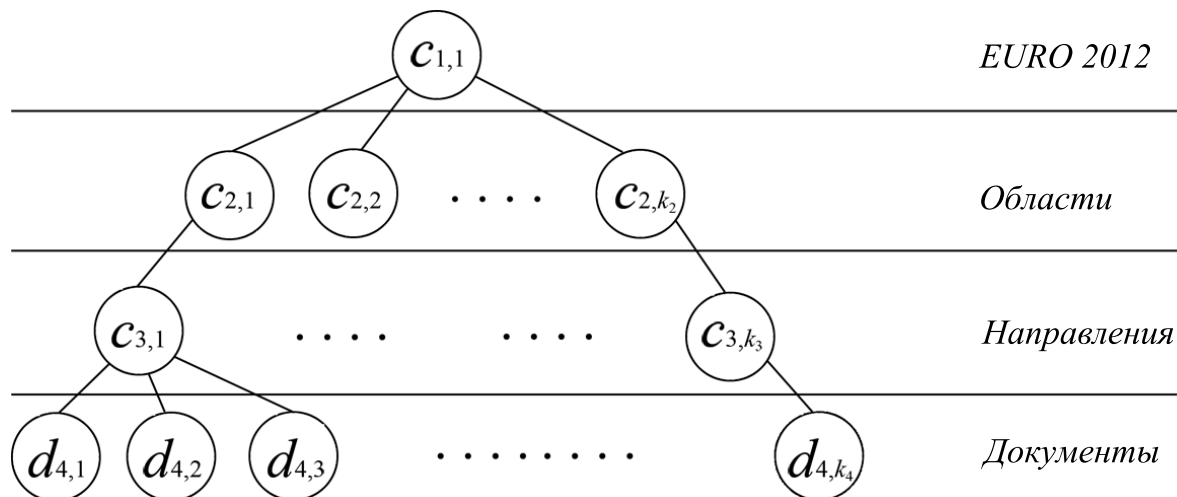 c1,1 EURO 2012
c2,1 c2,2 . . . . c2,k2 Области
c3,1 . . . . . . . . c3,k3 Направления
d4,1 d4,2 d4,3 . . . . . . . . d4,k4 Документы